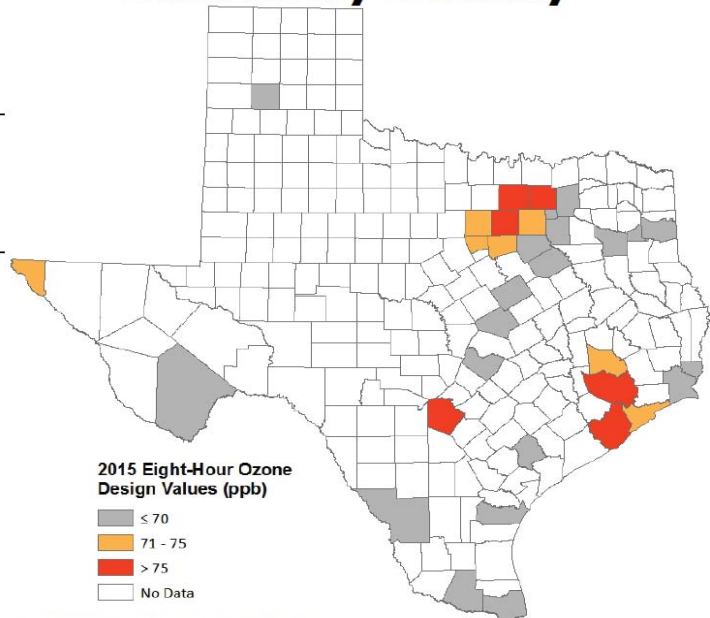 2015 Eight-Hour Ozone
Design Values (ppb)
≤ 70
71 - 75
> 75
No Data